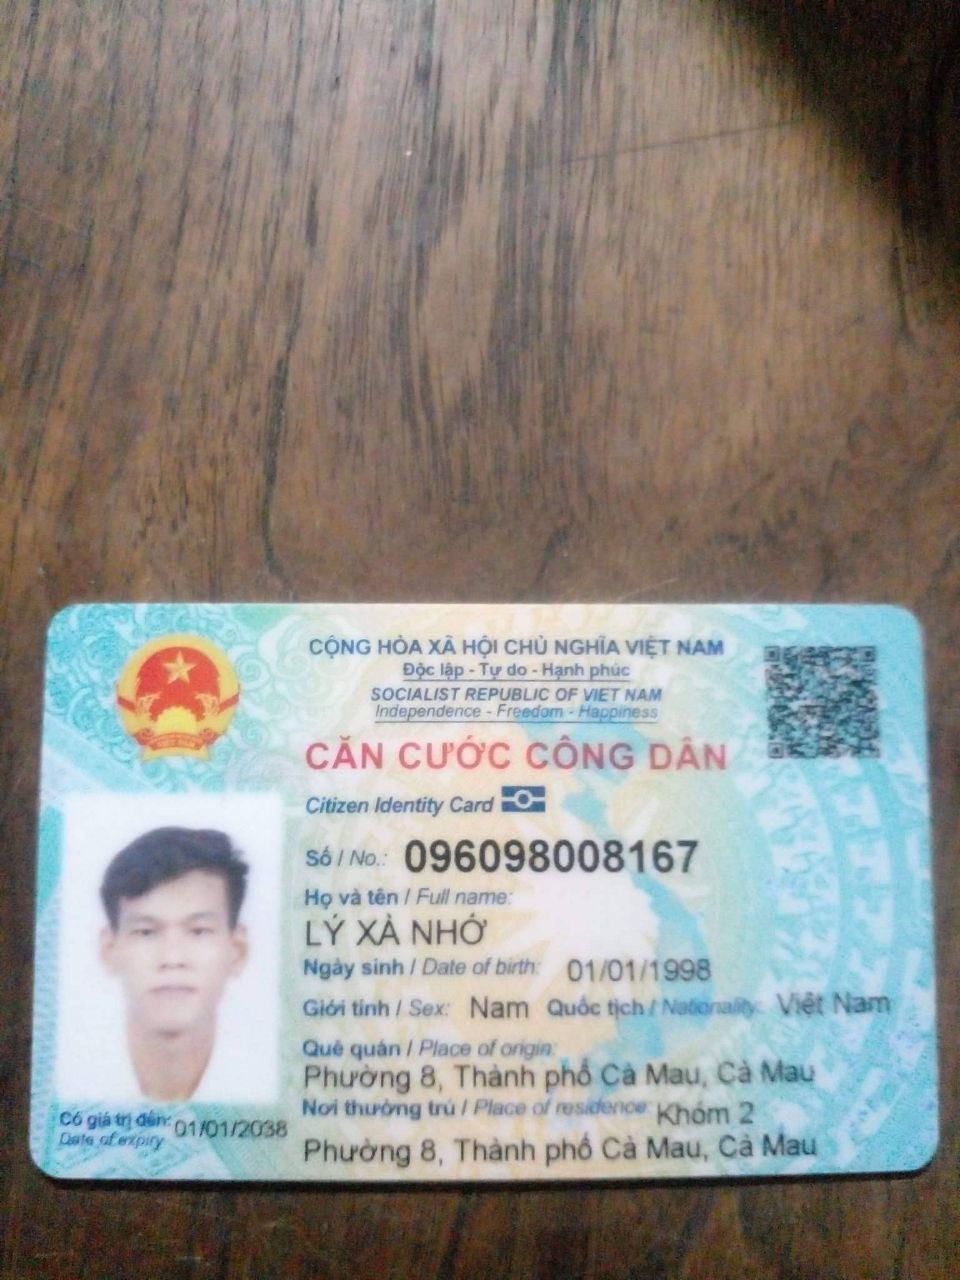 CỘNG HÒA XÃ HỘI CHỦ NGHĨA VIỆT NAM
Độc lập - Tự do - Hạnh phúc
SOCIALIST REPUBLIC OF VIET NAM
Independence - Freedom - Happiness
CĂN CƯỚC CÔNG DÂN
Citizen Identity Card
Số / No.: 096098008167
Họ và tên / Full name:
LÝ XÀ NHỚ
Ngày sinh / Date of birth: 01/01/1998
Giới tính / Sex: Nam Quốc tịch / Nationality: Việt Nam
Quê quán / Place of origin:
Phường 8, Thành phố Cà Mau, Cà Mau
Nơi thường trú / Place of residence: Khóm 2
Phường 8, Thành phố Cà Mau, Cà Mau
Có giá trị đến: 01/01/2038
Date of expiry
VIỆT NAM